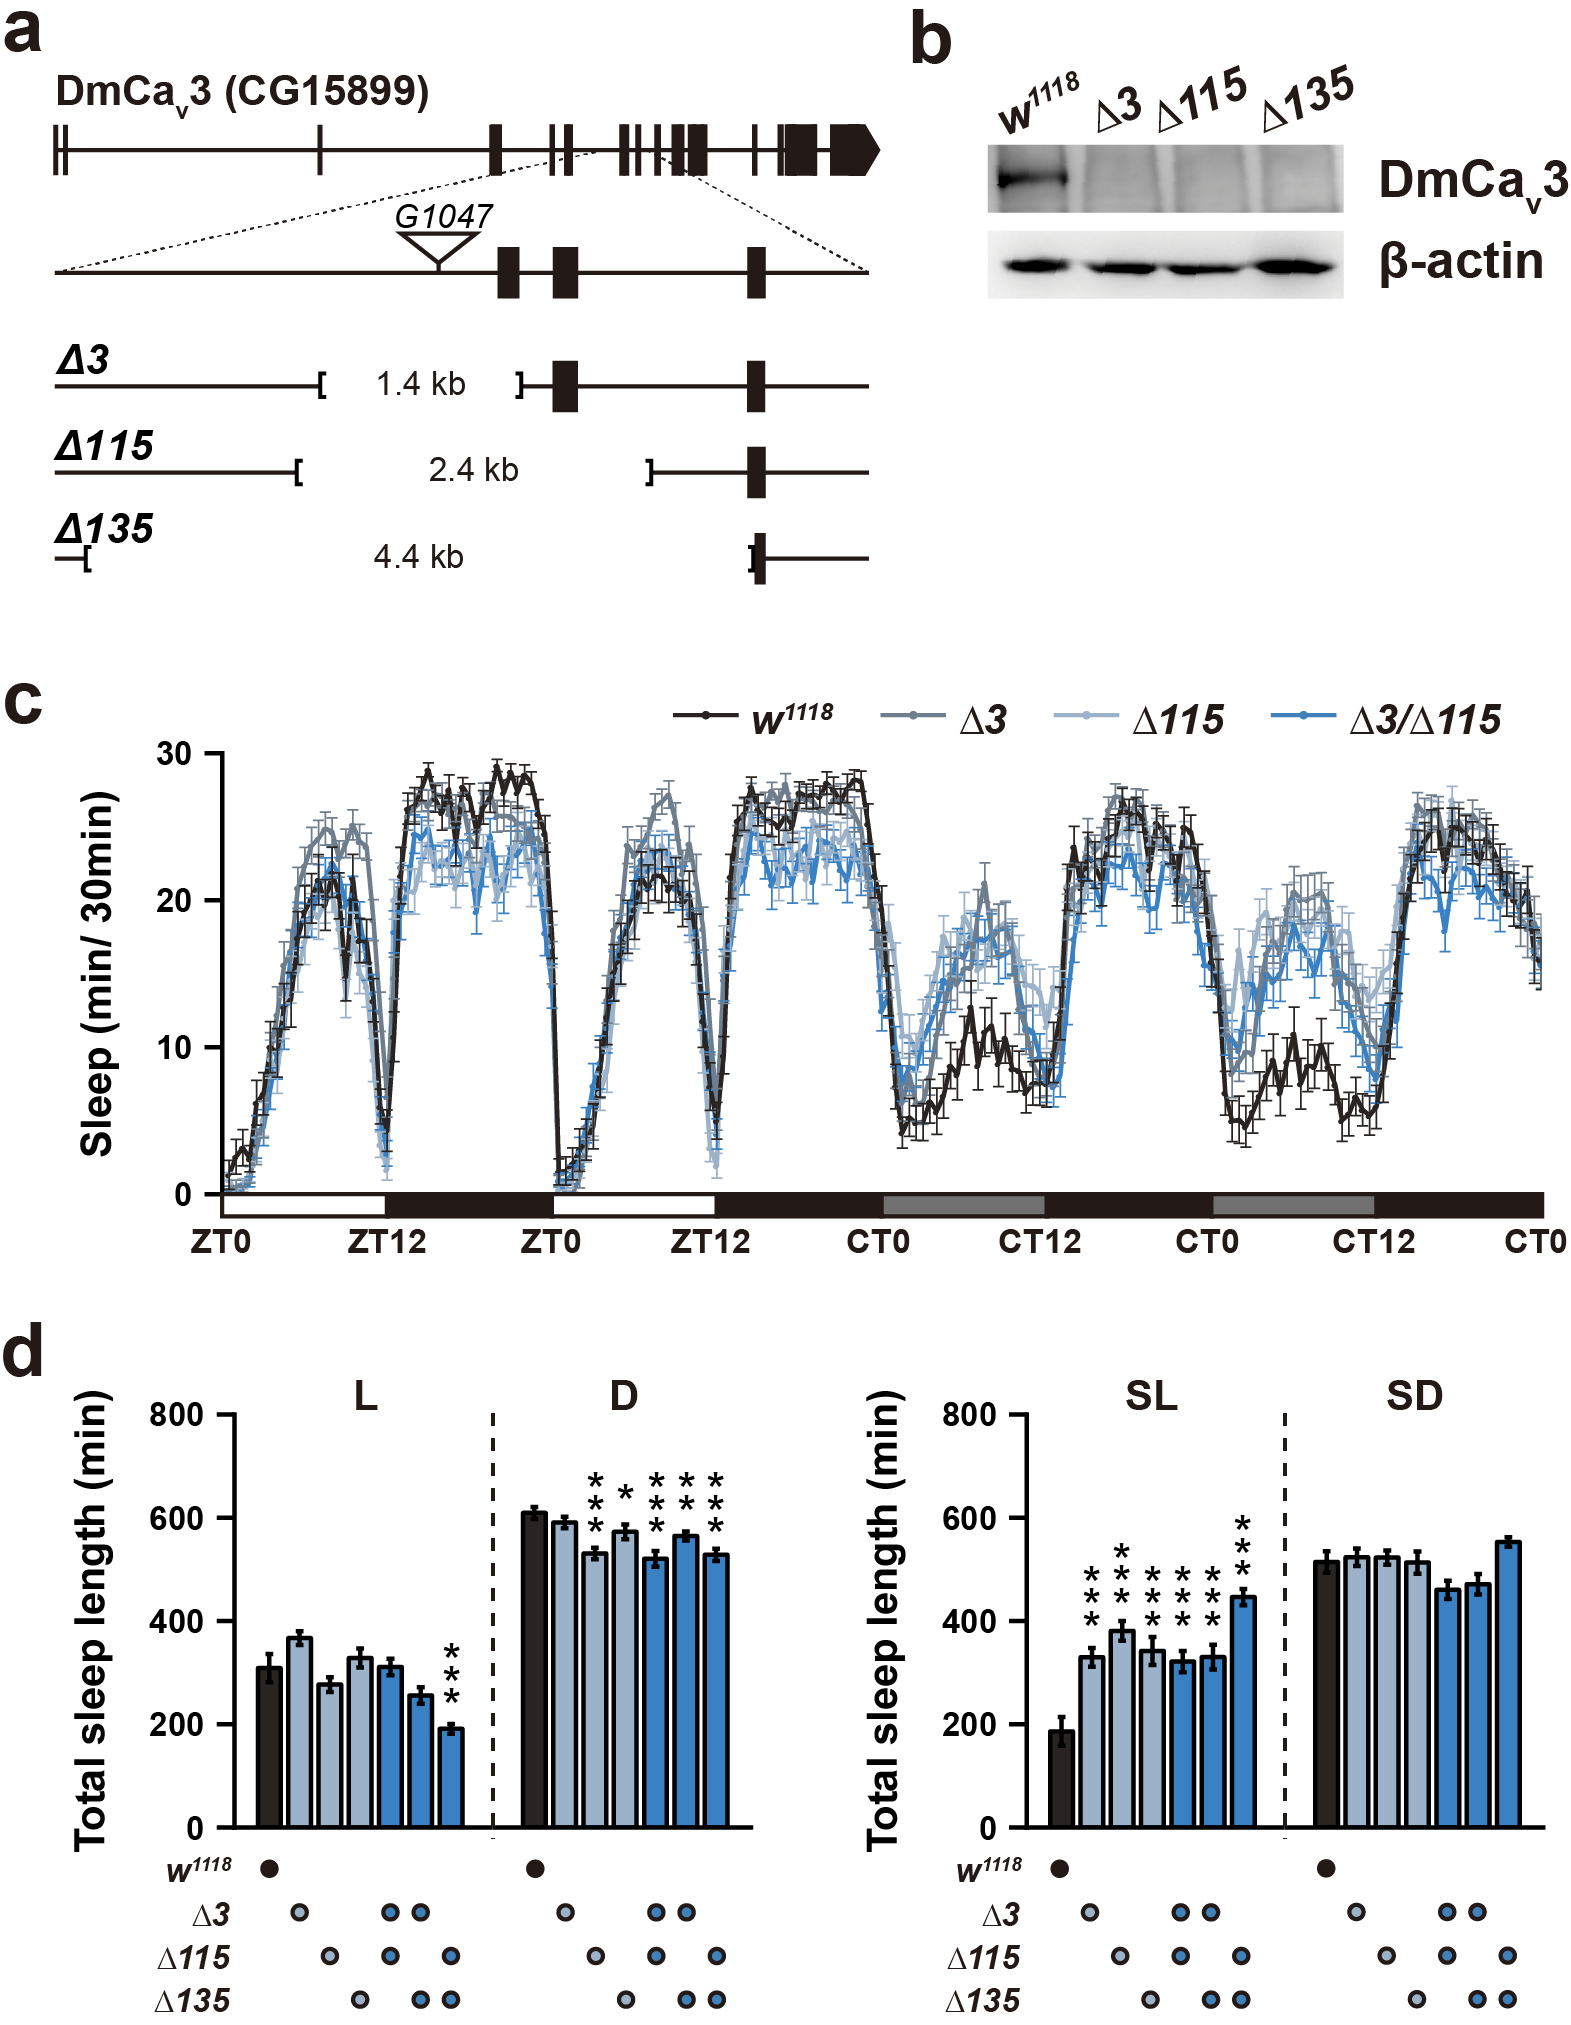 a
DmCav3 (CG15899)
G1047
Δ3
1.4 kb
Δ115
2.4 kb
Δ135
4.4 kb
b
w1118 Δ3 Δ115 Δ135
DmCav3
β-actin
c
w1118 Δ3 Δ115 Δ3/Δ115
Sleep (min/ 30min)
30
20
10
0
ZT0 ZT12 ZT0 ZT12 CT0 CT12 CT0 CT12 CT0
d
L D
Total sleep length (min)
800
600
400
200
0
*** * *** ** ***
***
w1118
Δ3
Δ115
Δ135
SL SD
Total sleep length (min)
800
600
400
200
0
*** *** *** *** *** ***
w1118
Δ3
Δ115
Δ135